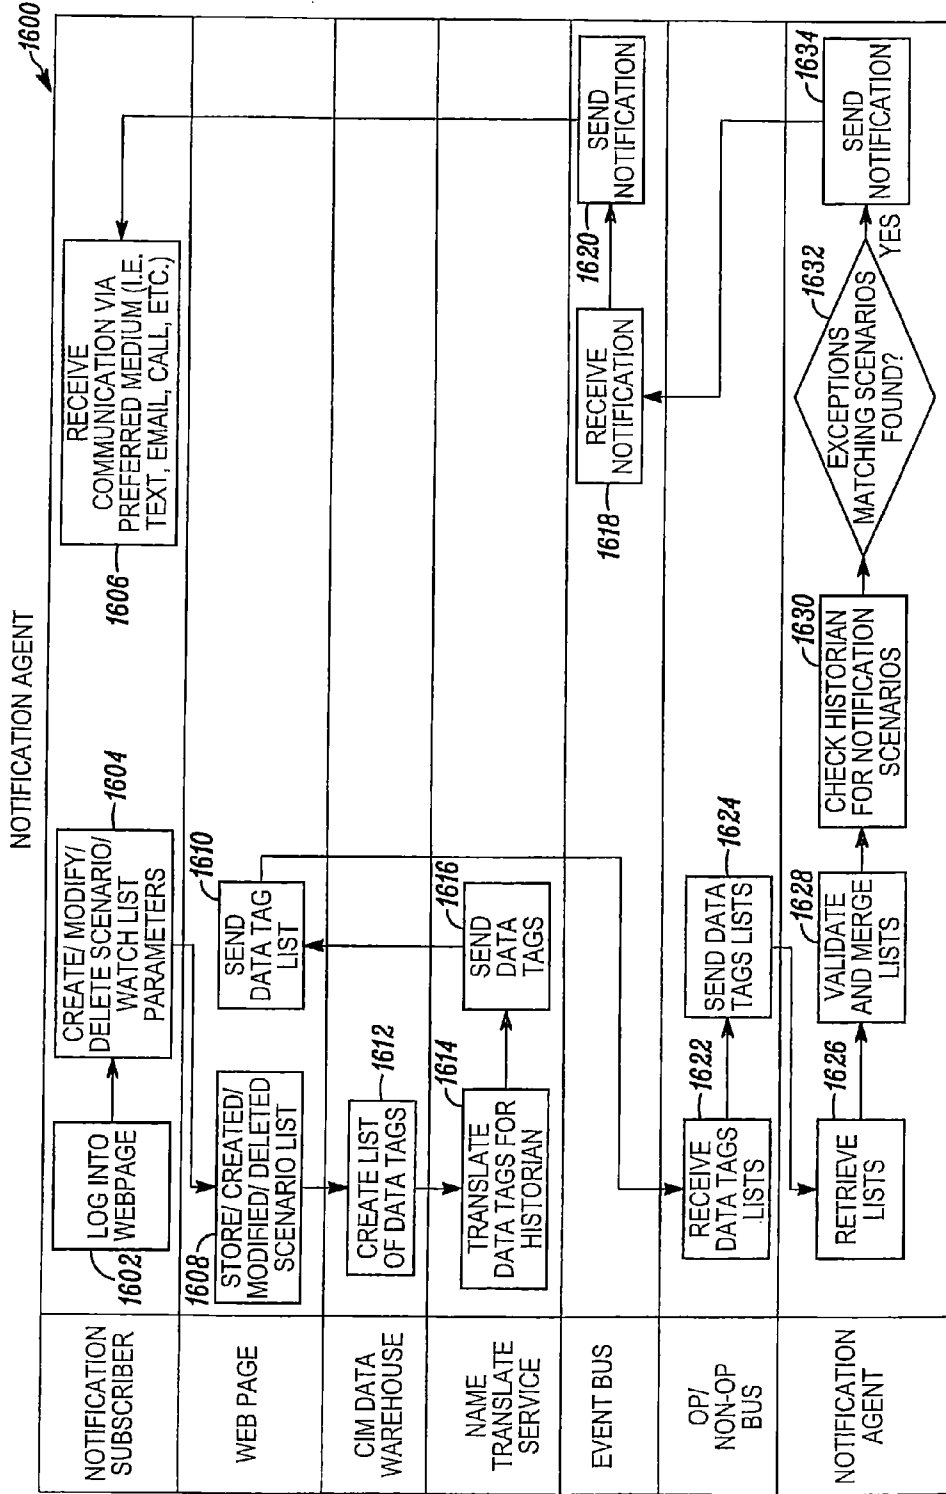 NOTIFICATION AGENT
1600
NOTIFICATION
SUBSCRIBER
LOG INTO
WEBPAGE
1602
CREATE/ MODIFY/
DELETE SCENARIO/
WATCH LIST
PARAMETERS
1604
RECEIVE
COMMUNICATION VIA
PREFERRED MEDIUM (I.E.
TEXT, EMAIL, CALL, ETC.)
1606
WEB PAGE
1608
STORE/ CREATED/
MODIFIED/ DELETED
SCENARIO LIST
1610
SEND
DATA TAG
LIST
CIM DATA
WAREHOUSE
CREATE LIST
OF DATA TAGS
1612
NAME
TRANSLATE
SERVICE
1614
TRANSLATE
DATA TAGS FOR
HISTORIAN
1616
SEND
DATA
TAGS
EVENT BUS
RECEIVE
NOTIFICATION
1618
1620
SEND
NOTIFICATION
OP/
NON-OP
BUS
RECEIVE
DATA TAGS
LISTS
1622
SEND DATA
TAGS LISTS
1624
NOTIFICATION
AGENT
RETRIEVE
LISTS
1626
VALIDATE
AND MERGE
LISTS
1628
CHECK HISTORIAN
FOR NOTIFICATION
SCENARIOS
1630
EXCEPTIONS
MATCHING SCENARIOS
FOUND?
1632
YES
SEND
NOTIFICATION
1634